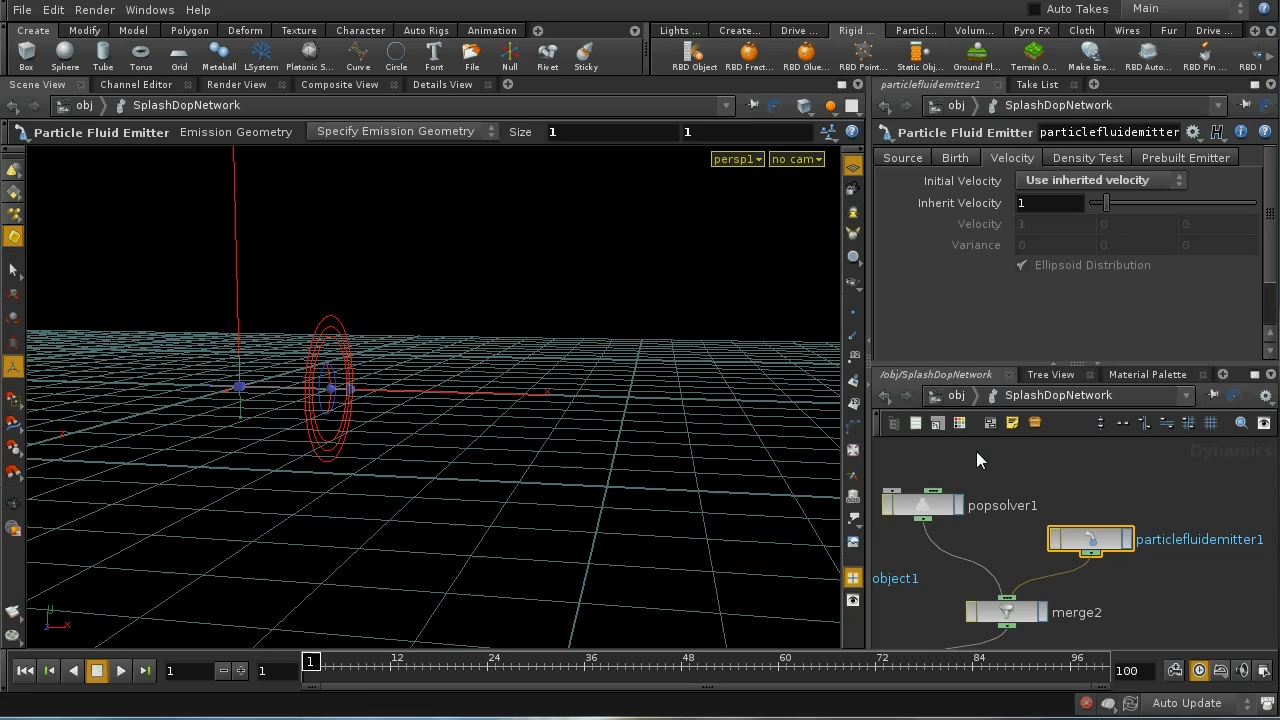 File Edit Render Windows Help Auto Takes Main
Create Modify Model Polygon Deform Texture Character Auto Rigs Animation Lights ... Create... Drive ... Rigid ... Particl... Volum... Pyro FX Cloth Wires Fur Drive ...
Box Sphere Tube Torus Grid Metaball LSystem Platonic S... Curve Circle Font File Null Rivet Sticky RBD Object RBD Fract... RBD Glue... RBD Point... Static Obj... Ground Pl... Terrain O... Make Bre... RBD Auto... RBD Pin ... RBD I
Scene View Channel Editor Render View Composite View Details View particlefluidemitter1 Take List
obj SplashDopNetwork obj SplashDopNetwork
Particle Fluid Emitter Emission Geometry Specify Emission Geometry Size 1 1 Particle Fluid Emitter particlefluidemitter
persp1 no cam
Source Birth Velocity Density Test Prebuilt Emitter
Initial Velocity Use inherited velocity
Inherit Velocity 1
Velocity 1 0 0
Variance 0 0 0
Ellipsoid Distribution
/obj/SplashDopNetwork Tree View Material Palette
obj SplashDopNetwork
Dynamics
popsolver1
particlefluidemitter1
object1
merge2
y
z x
1 1 1 12 24 36 48 60 72 84 96 100
Auto Update